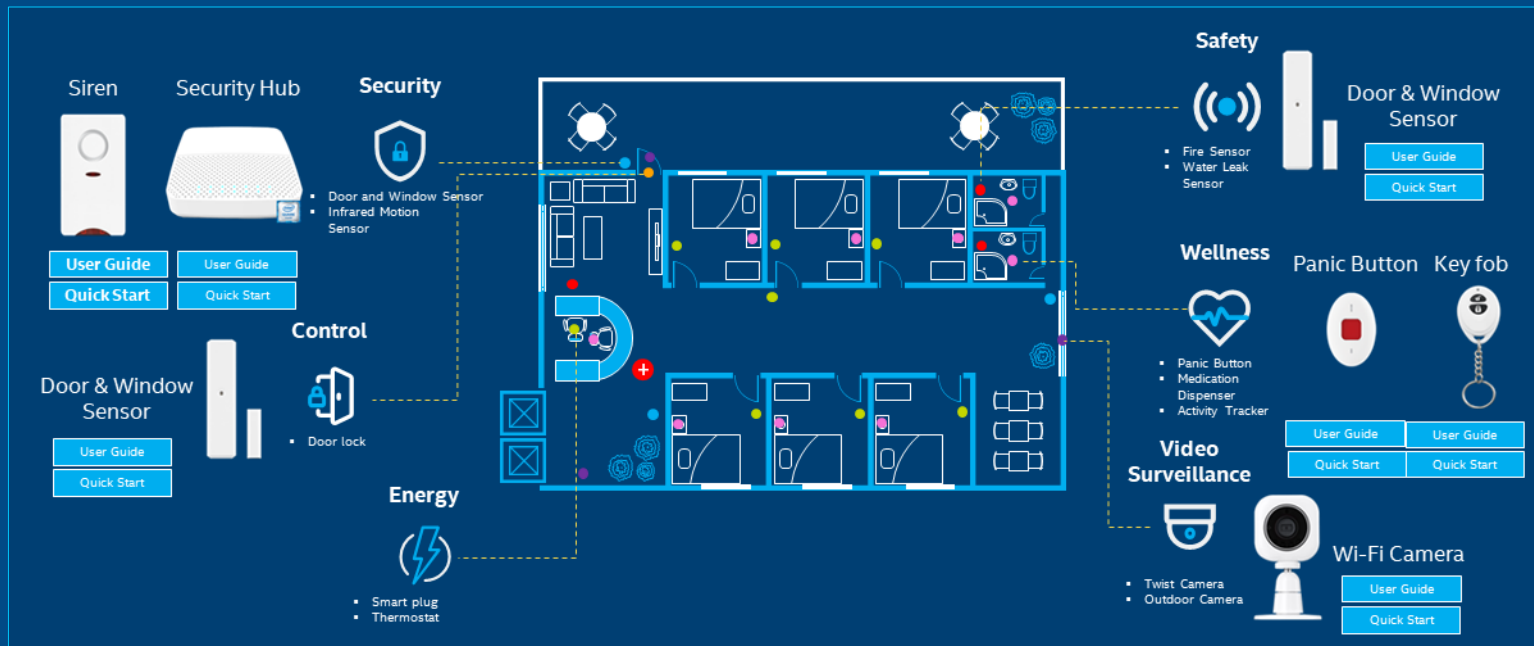 Siren
Security Hub
Security
User Guide
Quick Start
User Guide
Quick Start
Door and Window Sensor
Infrared Motion
Sensor
Control
Door & Window
Sensor
User Guide
Quick Start
Door lock
Energy
Smart plug
Thermostat
Safety
Fire Sensor
Water Leak
Sensor
Door & Window
Sensor
User Guide
Quick Start
Wellness
Panic Button
Medication
Dispenser
Activity Tracker
Panic Button
Key fob
User Guide
Quick Start
User Guide
Quick Start
Video
Surveillance
Twist Camera
Outdoor Camera
Wi-Fi Camera
User Guide
Quick Start